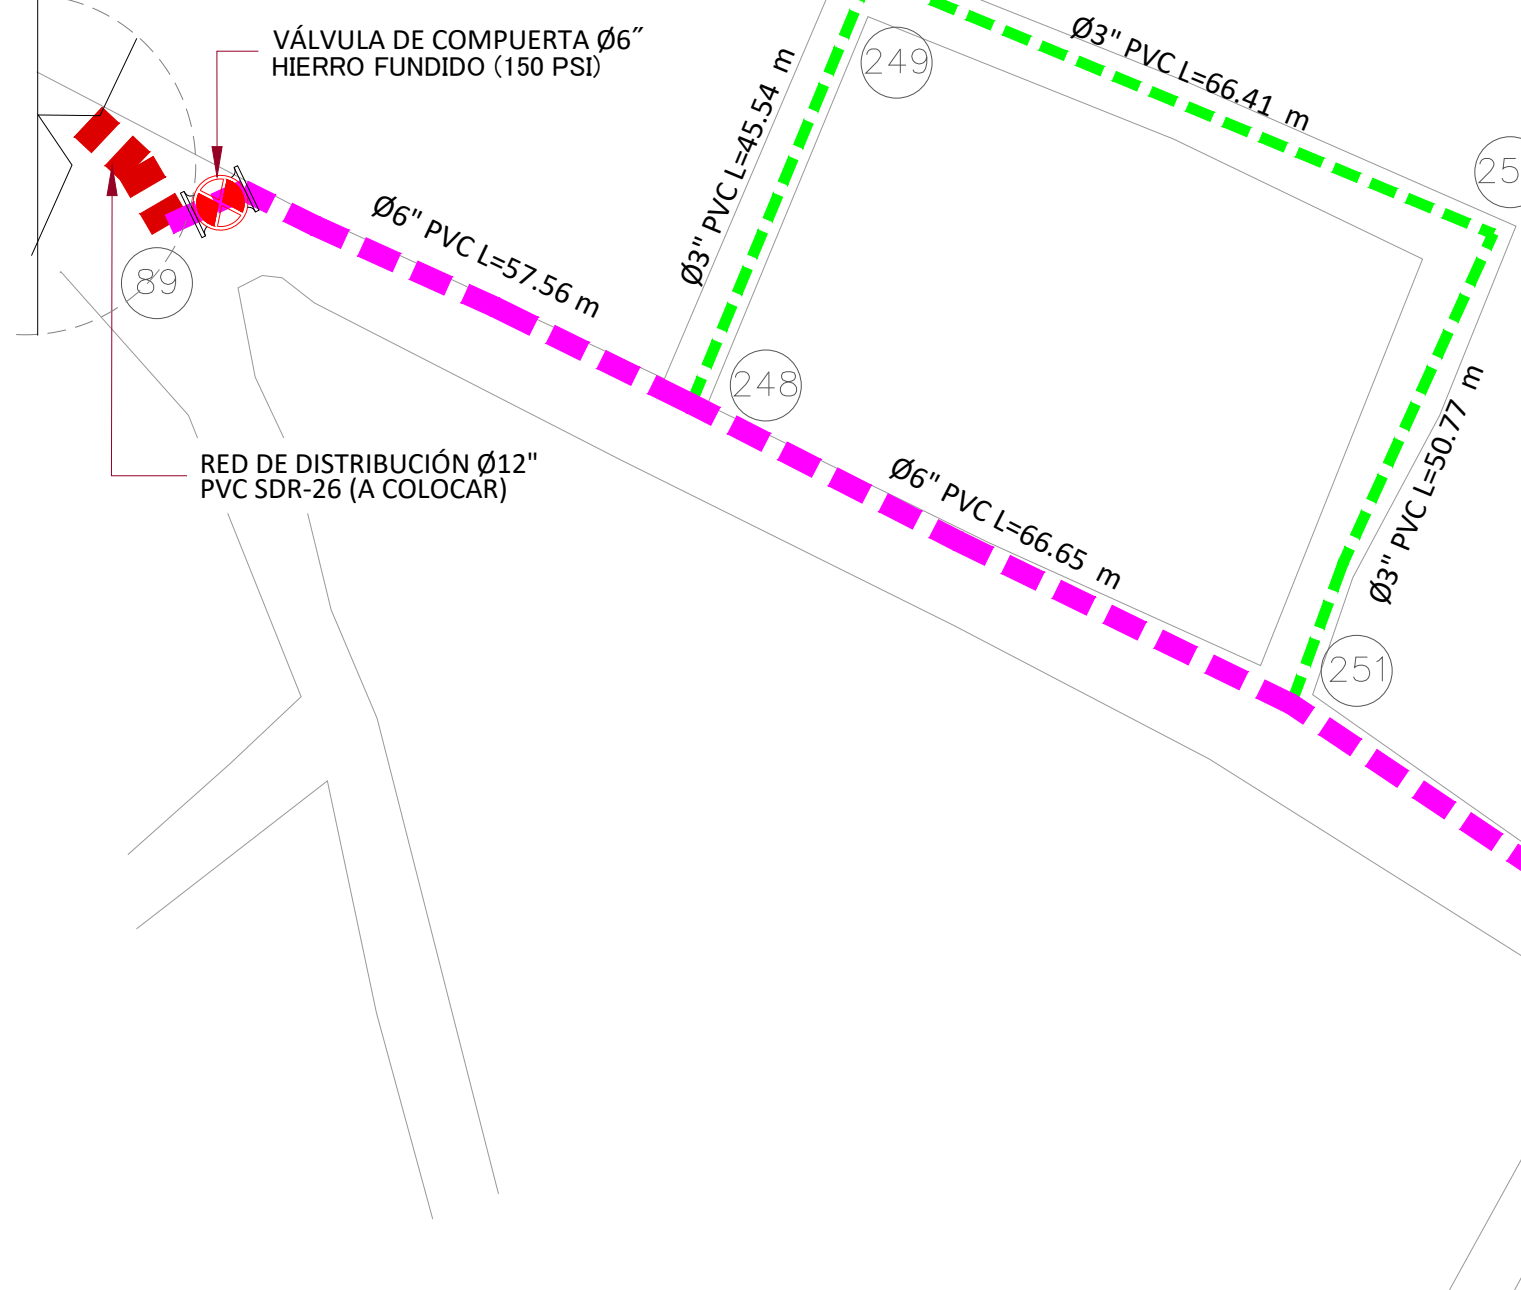 VÁLVULA DE COMPUERTA Ø6"
HIERRO FUNDIDO (150 PSI)
249
Ø3" PVC L=66.41 m
Ø3" PVC L=45.54 m
Ø6" PVC L=57.56 m
89
248
Ø3" PVC L=50.77 m
RED DE DISTRIBUCIÓN Ø12"
PVC SDR-26 (A COLOCAR)
Ø6" PVC L=66.65 m
251